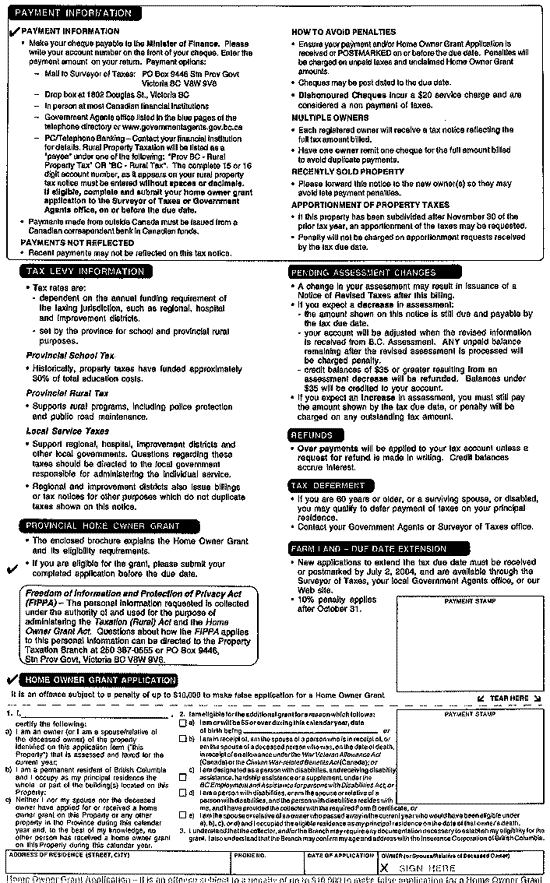 PAYMENT INFORMATION
PAYMENT INFORMATION
• Make your cheque payable to the Minister of Finance. Please
write your account number on the front of your cheque. Enter the
payment amount on your return. Payment options:
– Mail to Surveyor of Taxes: PO Box 9446 Stn Prov Govt
Victoria BC V8W 9V8
– Drop box at 1802 Douglas St., Victoria BC
– In person at most Canadian financial institutions
– Government Agents office listed in the blue pages of the
telephone directory or www.governmentagents.gov.bc.ca
– PC/Telephone Banking – Contact your financial institution
for details. Rural Property Taxation will be listed as a
"payee" under one of the following: "Prov BC - Rural
Property Tax" OR "BC - Rural Tax". The complete 15 or 16
digit account number, as it appears on your rural property
tax notice must be entered without spaces or decimals.
If eligible, complete and submit your home owner grant
application to the Surveyor of Taxes or Government
Agents office, on or before the due date.
• Payments made from outside Canada must be issued from a
Canadian correspondent bank in Canadian funds.
PAYMENTS NOT REFLECTED
• Recent payments may not be reflected on this tax notice.
HOW TO AVOID PENALTIES
• Ensure your payment and/or Home Owner Grant Application is
received or POSTMARKED on or before the due date. Penalties will
be charged on unpaid taxes and unclaimed Home Owner Grant
amounts.
• Cheques may be post dated to the due date.
• Dishonoured Cheques incur a $20 service charge and are
considered a non payment of taxes.
MULTIPLE OWNERS
• Each registered owner will receive a tax notice reflecting the
full tax amount billed.
• Have one owner remit one cheque for the full amount billed
to avoid duplicate payments.
RECENTLY SOLD PROPERTY
• Please forward this notice to the new owner(s) so they may
avoid late payment penalties.
APPORTIONMENT OF PROPERTY TAXES
• If this property has been subdivided after November 30 of the
prior tax year, an apportionment of the taxes may be requested.
• Penalty will not be charged on apportionment requests received
by the tax due date.
TAX LEVY INFORMATION
• Tax rates are:
- dependent on the annual funding requirement of
the taxing jurisdiction, such as regional, hospital
and improvement districts.
- set by the province for school and provincial rural
purposes.
Provincial School Tax
• Historically, property taxes have funded approximately
30% of total education costs.
Provincial Rural Tax
• Supports rural programs, including police protection
and public road maintenance.
Local Service Taxes
• Support regional, hospital, improvement districts and
other local governments. Questions regarding these
taxes should be directed to the local government
responsible for administering the individual service.
• Regional and improvement districts also issue billings
or tax notices for other purposes which do not duplicate
taxes shown on this notice.
PROVINCIAL HOME OWNER GRANT
• The enclosed brochure explains the Home Owner Grant
and its eligibility requirements.
• If you are eligible for the grant, please submit your
completed application before the due date.
Freedom of Information and Protection of Privacy Act
(FIPPA) – The personal information requested is collected
under the authority of and used for the purpose of
administering the Taxation (Rural) Act and the Home
Owner Grant Act. Questions about how the FIPPA applies
to this personal information can be directed to the Property
Taxation Branch at 250 387-0555 or PO Box 9446,
Stn Prov Govt, Victoria BC V8W 9V8.
PENDING ASSESSMENT CHANGES
• A change in your assessment may result in issuance of a
Notice of Revised Taxes after this billing.
• If you expect a decrease in assessment:
- the amount shown on this notice is still due and payable by
the tax due date.
- your account will be adjusted when the revised information
is received from B.C. Assessment. ANY unpaid balance
remaining after the revised assessment is processed will
be charged penalty.
- credit balances of $35 or greater resulting from an
assessment decrease will be refunded. Balances under
$35 will be credited to your account.
• If you expect an increase in assessment, you must still pay
the amount shown by the tax due date, or penalty will be
charged on any outstanding tax amount.
REFUNDS
• Over payments will be applied to your tax account unless a
request for refund is made in writing. Credit balances
accrue interest.
TAX DEFERMENT
• If you are 60 years or older, or a surviving spouse, or disabled,
you may qualify to defer payment of taxes on your principal
residence.
• Contact your Government Agents or Surveyor of Taxes office.
FARM LAND – DUE DATE EXTENSION
• New applications to extend the tax due date must be received
or postmarked by July 2, 2004, and are available through the
Surveyor of Taxes, your local Government Agents office, or our
Web site.
• 10% penalty applies
after October 31.
PAYMENT STAMP
HOME OWNER GRANT APPLICATION
It is an offence subject to a penalty of up to $10,000 to make false application for a Home Owner Grant
TEAR HERE
1. I,
certify the following:
a) I am an owner (or I am a spouse/relative of
the deceased owner) of the property
identified on this application form ("this
Property") that is assessed and taxed for the
current year;
b) I am a permanent resident of British Columbia
and I occupy as my principal residence the
whole or part of the building(s) located on this
Property;
c) Neither I nor my spouse nor the deceased
owner have applied for or received a home
grant on this Property or any other
property in the Province during this calendar
year and, to the best of my knowledge, no
other person has received a home owner grant
on this Property during this calendar year.
2. I am eligible for the additional grant for a reason which follows:
a) I am or will be 65 or over during this calendar year, date
of birth being or
b) I am in receipt of, am the spouse of a person who is in receipt of, or
am the spouse of a deceased person who was, on the date of death,
in receipt of an allowance under the War Veterans Allowance Act
(Canada) or the Civilian War-related Benefits Act (Canada); or
c) I am designated as a person with disabilities, and receiving disability
assistance, hardship assistance or a supplement, under the
BC Employment and Assistance for Persons with Disabilities Act; or
d) I am a person with disabilities, or am the spouse or relative of a
person with disabilities, and the person with disabilities resides with
me, and I have provided the collector with the required Form B certificate, or
e) I am the spouse or relative of an owner who passed away in the current year who would have been eligible under
a), b), c), or d) and I occupied the eligible residence as my principal residence on the date of that owner's death.
3. I understand that the collector, and/or the Branch may require any documentation necessary to establish my eligibility for the
grant. I also understand that the Branch may confirm my age and address with the Insurance Corporation of British Columbia.
PAYMENT STAMP
ADDRESS OF RESIDENCE (STREET, CITY)
PHONE NO.
DATE OF APPLICATION
Owner (or Spouse/Relative of Deceased Owner)
X SIGN HERE
Home Owner Grant Application – It is an offence subject to a penalty of up to $10,000 to make false application for a Home Owner Grant